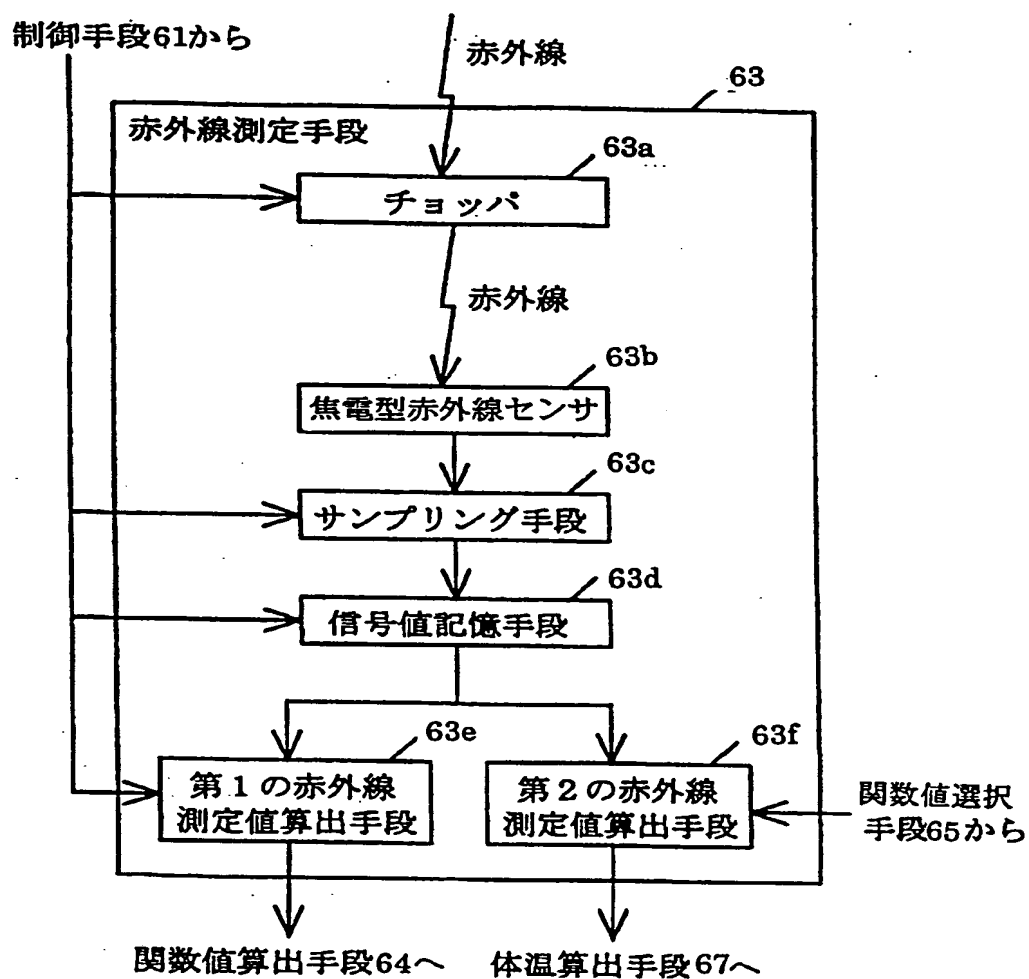 制御手段61から
赤外線
63
赤外線測定手段
63a
チョッパ
赤外線
63b
焦電型赤外線センサ
63c
サンプリング手段
63d
信号値記憶手段
63e
第1の赤外線
測定値算出手段
63f
第2の赤外線
測定値算出手段
関数値選択
手段65から
関数値算出手段64へ
体温算出手段67へ